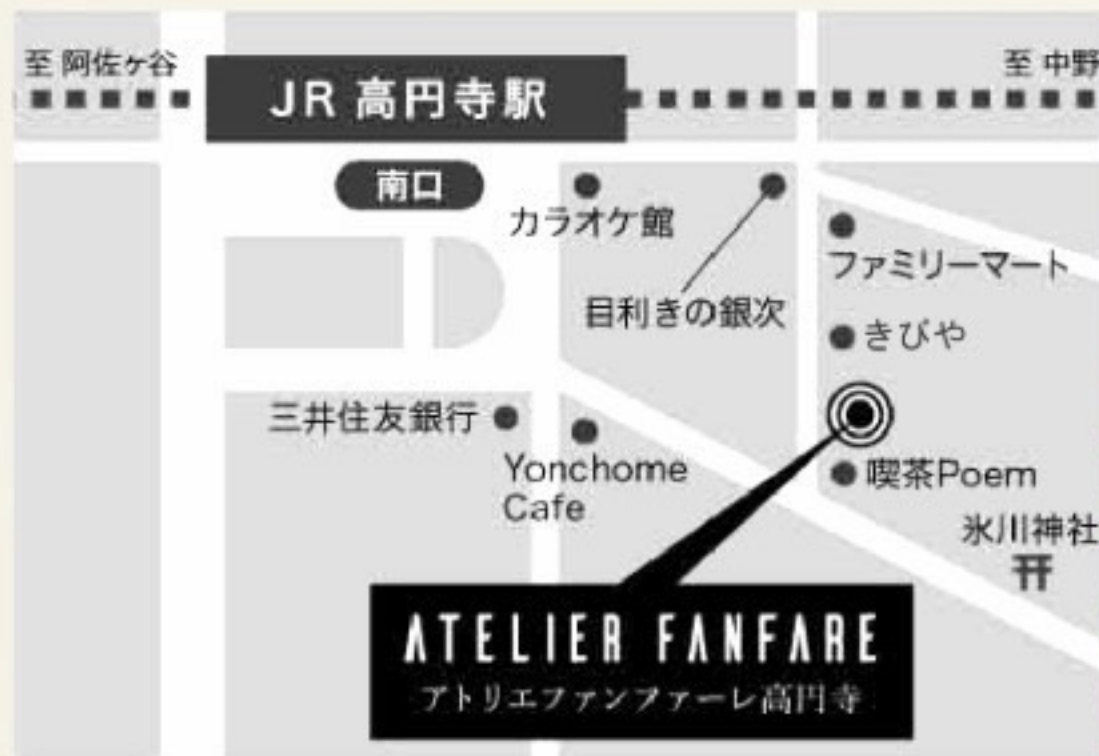 至 阿佐ヶ谷
至 中野
JR 高円寺駅
南口
カラオケ館
ファミリーマート
目利きの銀次
きびや
三井住友銀行
Yonchome
Cafe
喫茶Poem
氷川神社
ATELIER FANFARE
アトリエファンファーレ高円寺